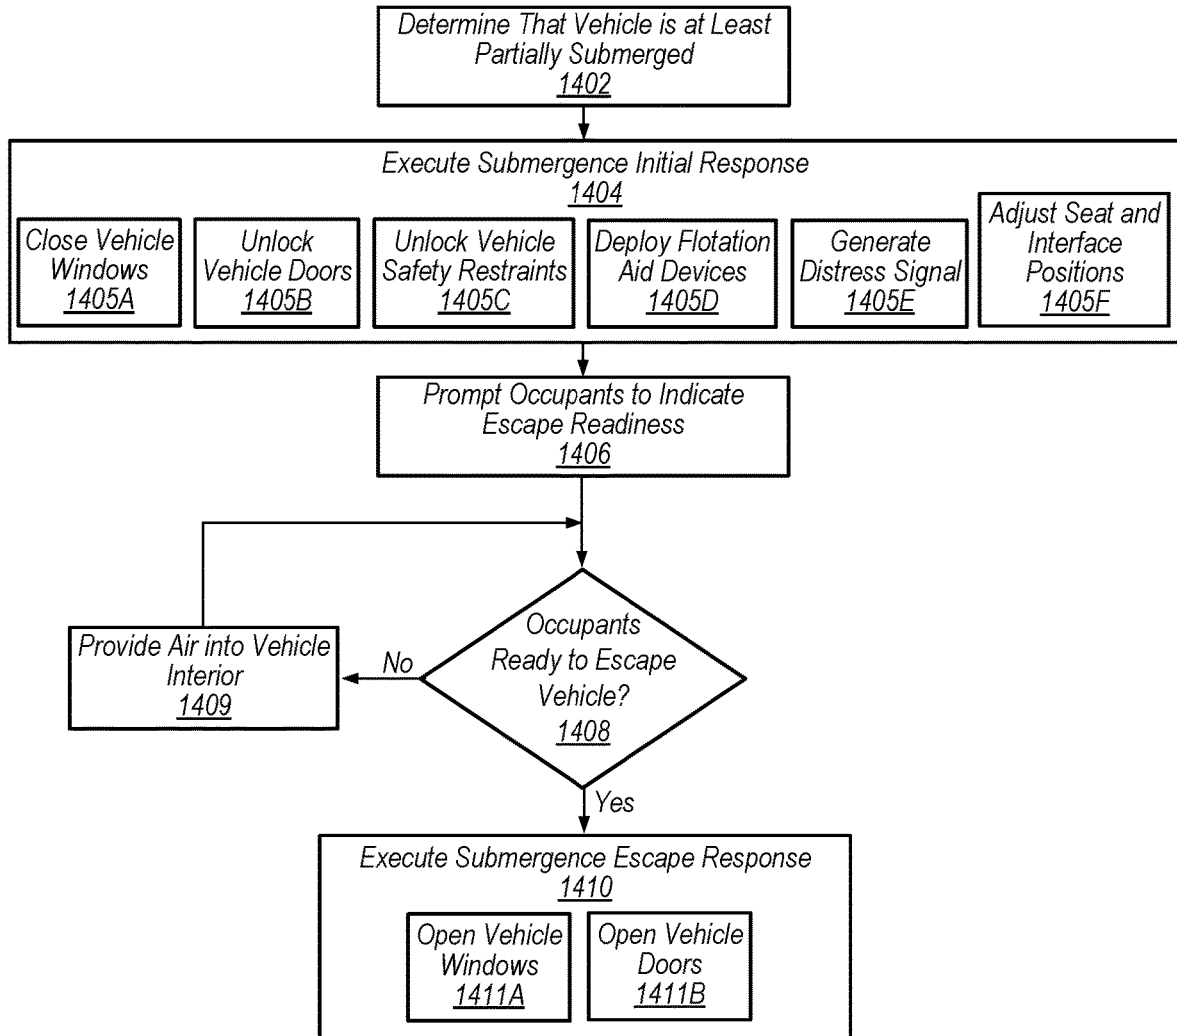 Determine That Vehicle is at Least
Partially Submerged
1402
Execute Submergence Initial Response
1404
Close Vehicle
Windows
1405A
Unlock
Vehicle Doors
1405B
Unlock Vehicle
Safety Restraints
1405C
Deploy Flotation
Aid Devices
1405D
Generate
Distress Signal
1405E
Adjust Seat and
Interface
Positions
1405F
Prompt Occupants to Indicate
Escape Readiness
1406
Occupants
Ready to Escape
Vehicle?
1408
No
Provide Air into Vehicle
Interior
1409
Yes
Execute Submergence Escape Response
1410
Open Vehicle
Windows
1411A
Open Vehicle
Doors
1411B